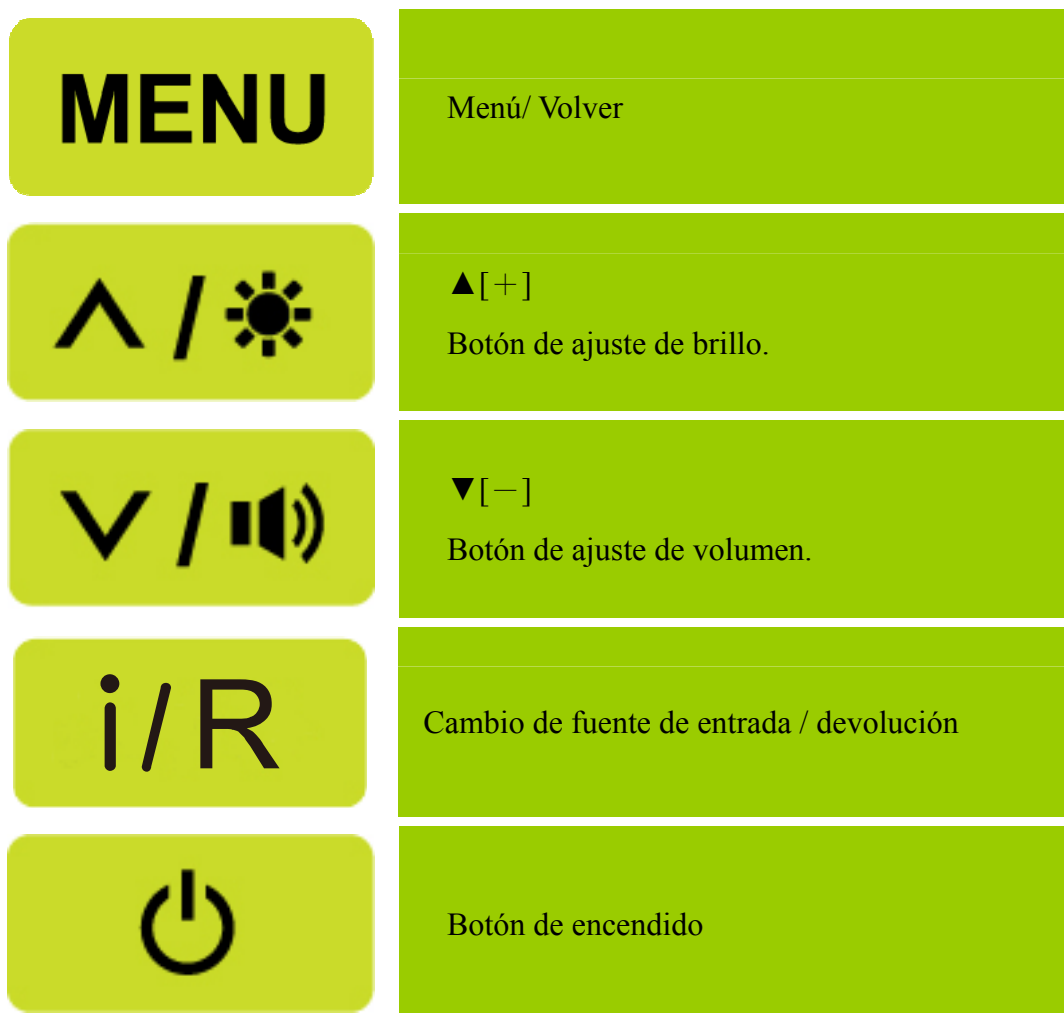 MENU
Menú/ Volver
∧ /
▲[＋]
Botón de ajuste de brillo.
∨ /
▼[－]
Botón de ajuste de volumen.
i/R
Cambio de fuente de entrada / devolución
Botón de encendido